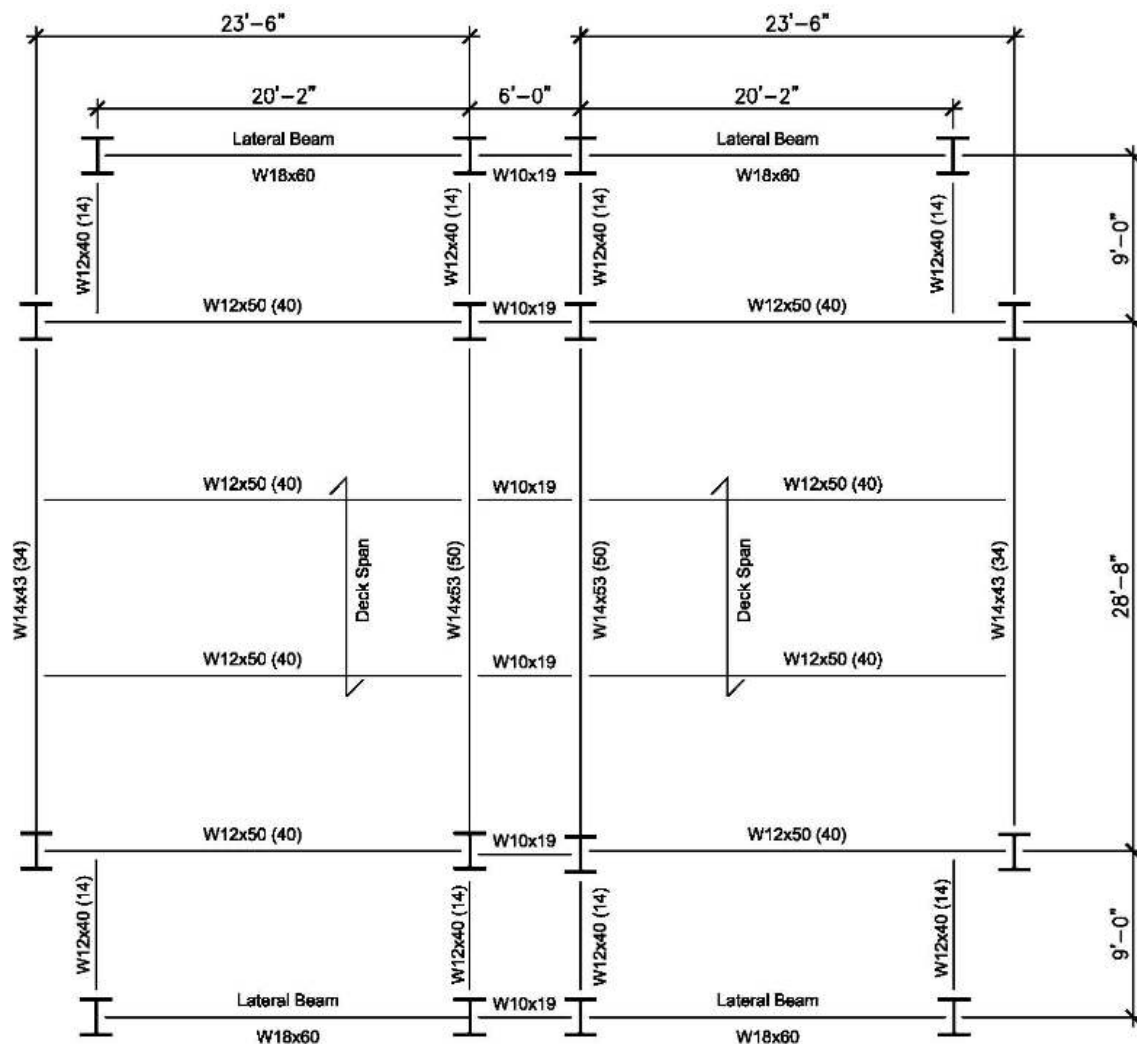 23'-6"
23'-6"
20'-2"
6'-0"
20'-2"
Lateral Beam
Lateral Beam
W18x60
W10x19
W18x60
W12x40 (14)
W12x40 (14)
W12x40 (14)
W12x40 (14)
9'-0"
W12x50 (40)
W10x19
W12x50 (40)
W12x50 (40)
W10x19
W12x50 (40)
W14x43 (34)
Deck Span
W14x53 (50)
W14x53 (50)
Deck Span
W14x43 (34)
28'-8"
W12x50 (40)
W10x19
W12x50 (40)
W12x50 (40)
W10x19
W12x50 (40)
W12x40 (14)
W12x40 (14)
W12x40 (14)
W12x40 (14)
9'-0"
Lateral Beam
W10x19
Lateral Beam
W18x60
W18x60